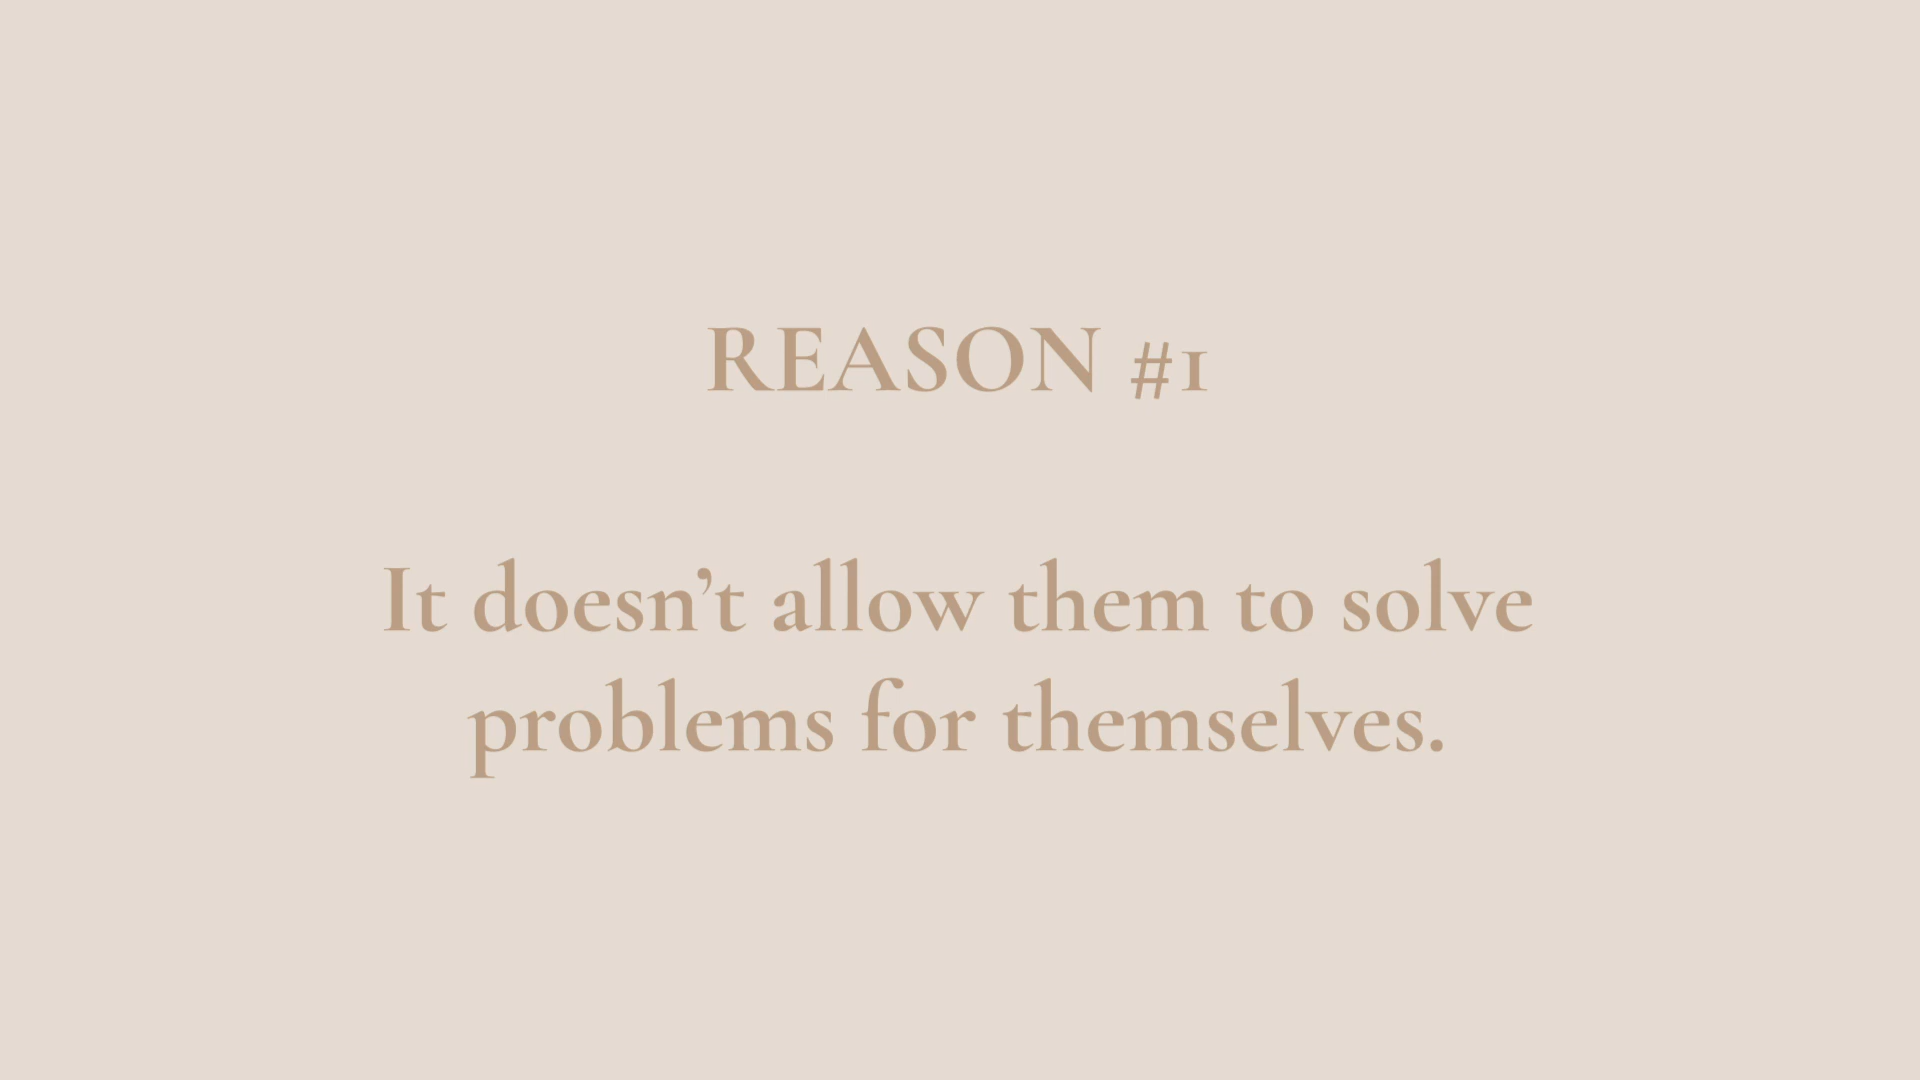 REASON #1
It doesn’t allow them to solve
problems for themselves.